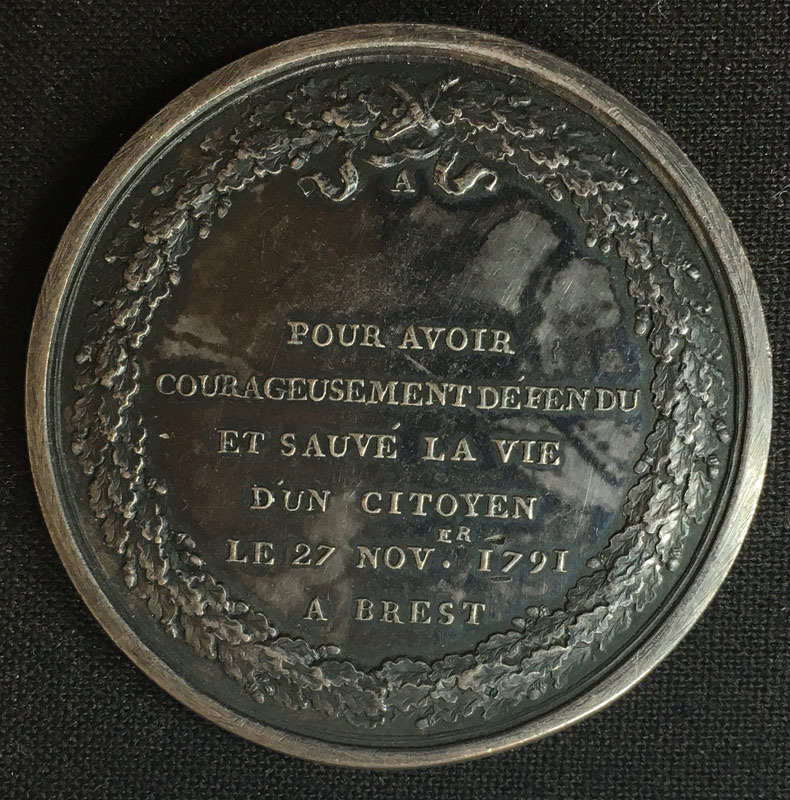 A
POUR AVOIR
COURAGEUSEMENT DÉFENDU
ET SAUVÉ LA VIE
D'UN CITOYEN
LE 27 NOV.ER 1791
A BREST